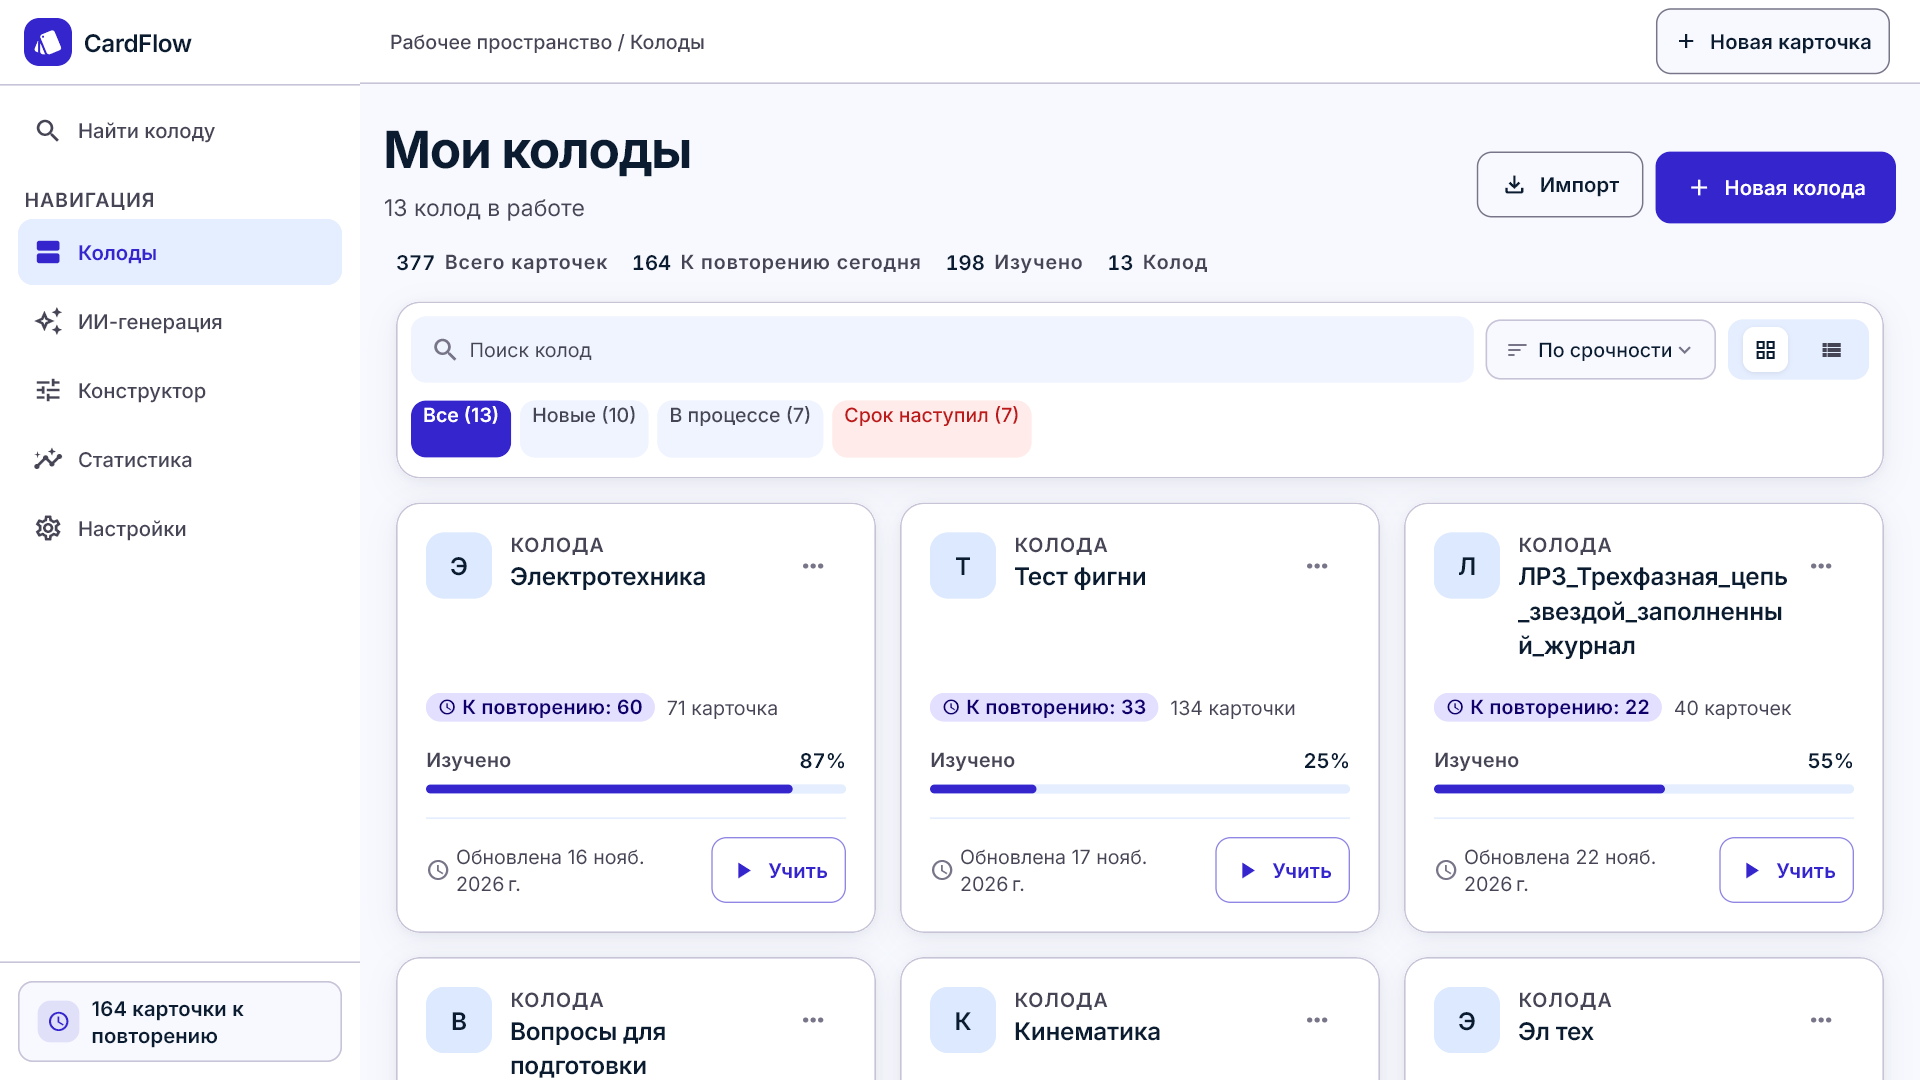 CardFlow
Рабочее пространство / Колоды
Новая карточка
Найти колоду
НАВИГАЦИЯ
Колоды
ИИ-генерация
Конструктор
Статистика
Настройки
164 карточки к
повторению
Мои колоды
13 колод в работе
Импорт
Новая колода
377 Всего карточек 164 К повторению сегодня 198 Изучено 13 Колод
Поиск колод
По срочности
Все (13) Новые (10) В процессе (7) Срок наступил (7)
Э
КОЛОДА
Электротехника
К повторению: 60 71 карточка
Изучено 87%
Обновлена 16 нояб.
2026 г.
Учить
Т
КОЛОДА
Тест фигни
К повторению: 33 134 карточки
Изучено 25%
Обновлена 17 нояб.
2026 г.
Учить
Л
КОЛОДА
ЛР3_Трехфазная_цепь
_звездой_заполненны
й_журнал
К повторению: 22 40 карточек
Изучено 55%
Обновлена 22 нояб.
2026 г.
Учить
В
КОЛОДА
Вопросы для
подготовки
К
КОЛОДА
Кинематика
Э
КОЛОДА
Эл тех